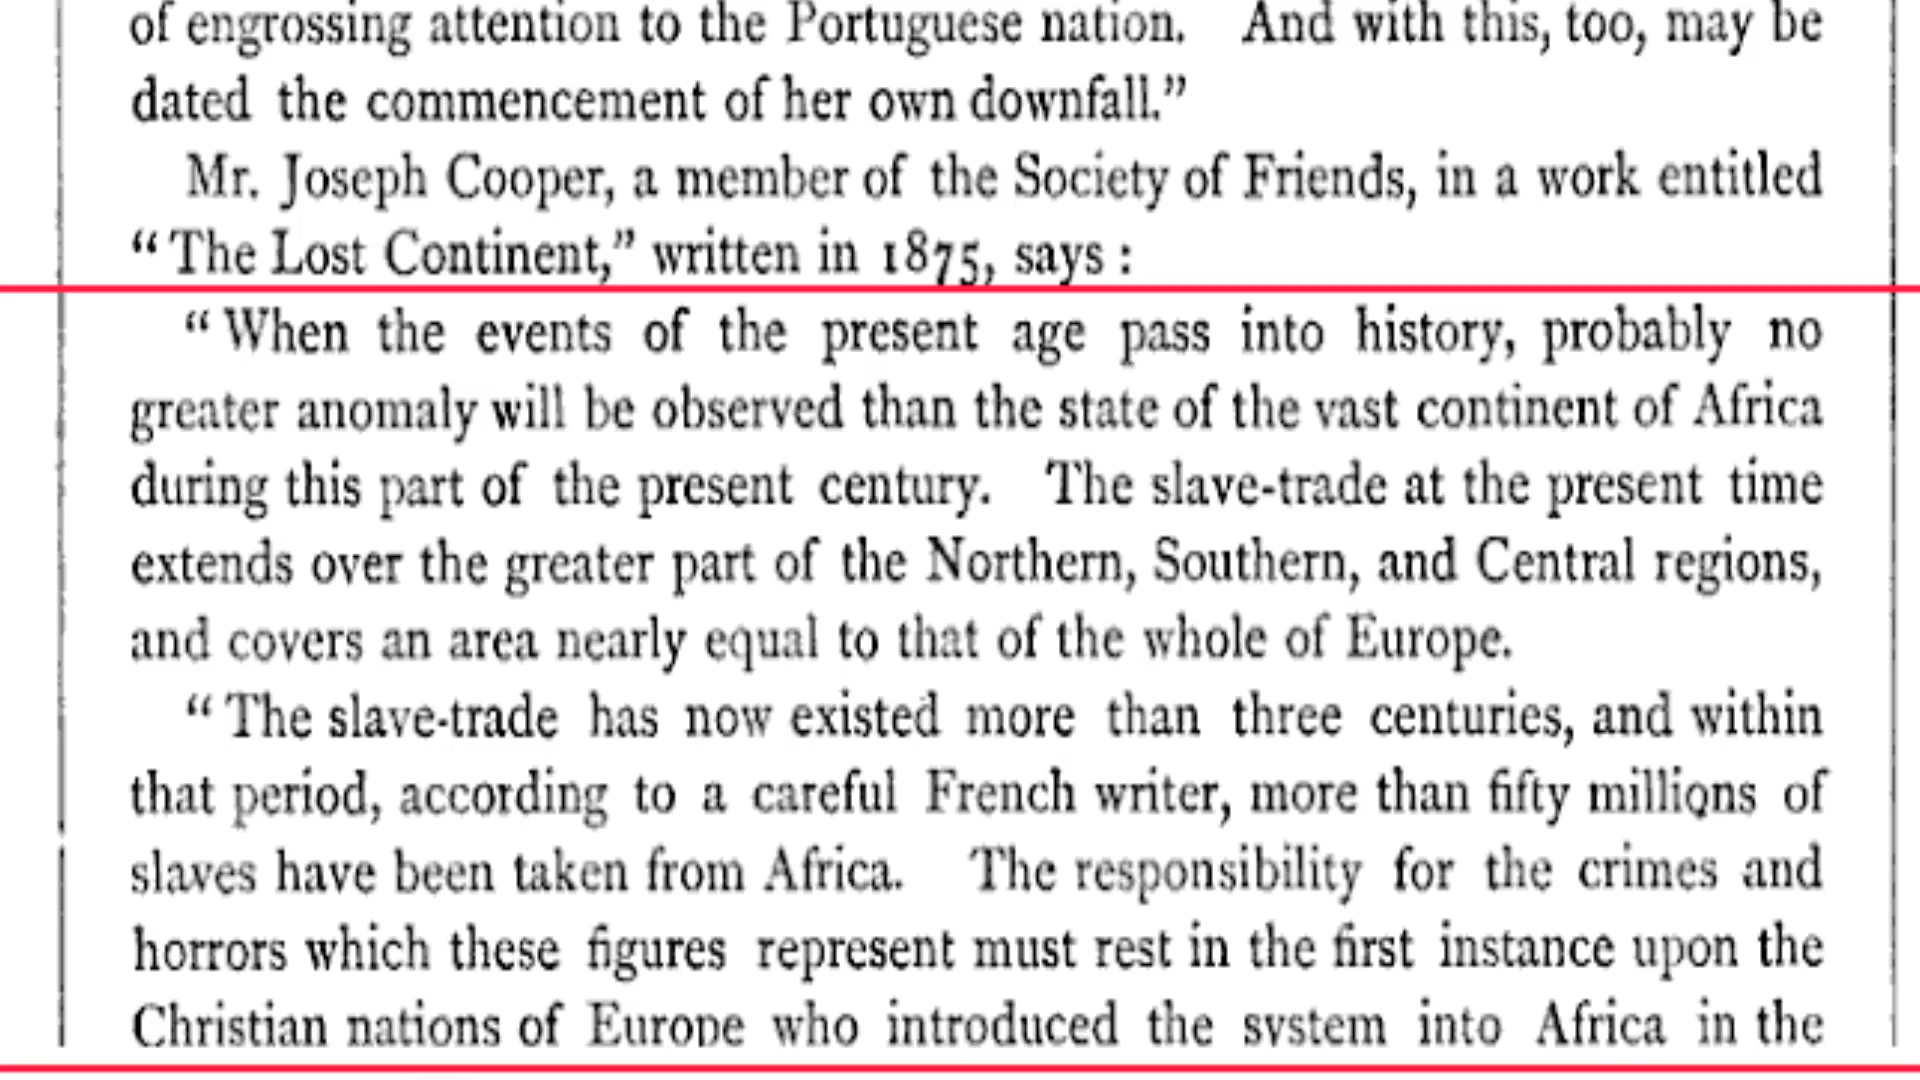 of engrossing attention to the Portuguese nation. And with this, too, may be
dated the commencement of her own downfall.”
Mr. Joseph Cooper, a member of the Society of Friends, in a work entitled
“The Lost Continent,” written in 1875, says :
“When the events of the present age pass into history, probably no
greater anomaly will be observed than the state of the vast continent of Africa
during this part of the present century. The slave-trade at the present time
extends over the greater part of the Northern, Southern, and Central regions,
and covers an area nearly equal to that of the whole of Europe.
“The slave-trade has now existed more than three centuries, and within
that period, according to a careful French writer, more than fifty millions of
slaves have been taken from Africa. The responsibility for the crimes and
horrors which these figures represent must rest in the first instance upon the
Christian nations of Europe who introduced the system into Africa in the